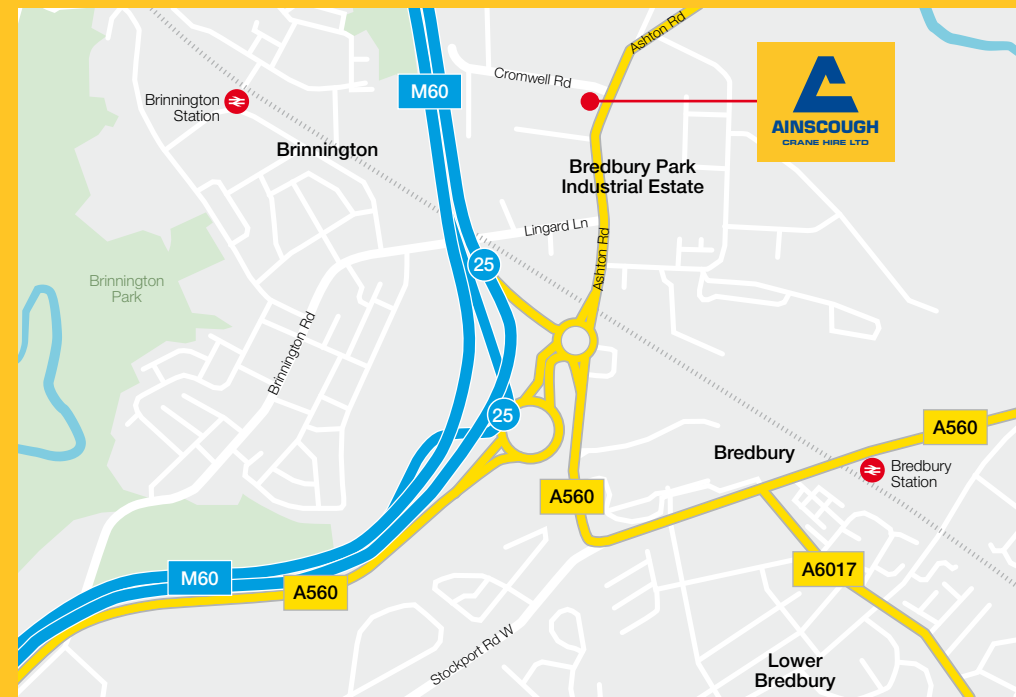 Ashton Rd
M60
Cromwell Rd
Brinnington
Station
AINSCOUGH
CRANE HIRE LTD
Brinnington
Bredbury Park
Industrial Estate
Lingard Ln
Ashton Rd
25
Brinnington
Park
Brinnington Rd
25
A560
Bredbury
Bredbury
Station
A560
M60
A560
A6017
Stockport Rd W
Lower
Bredbury